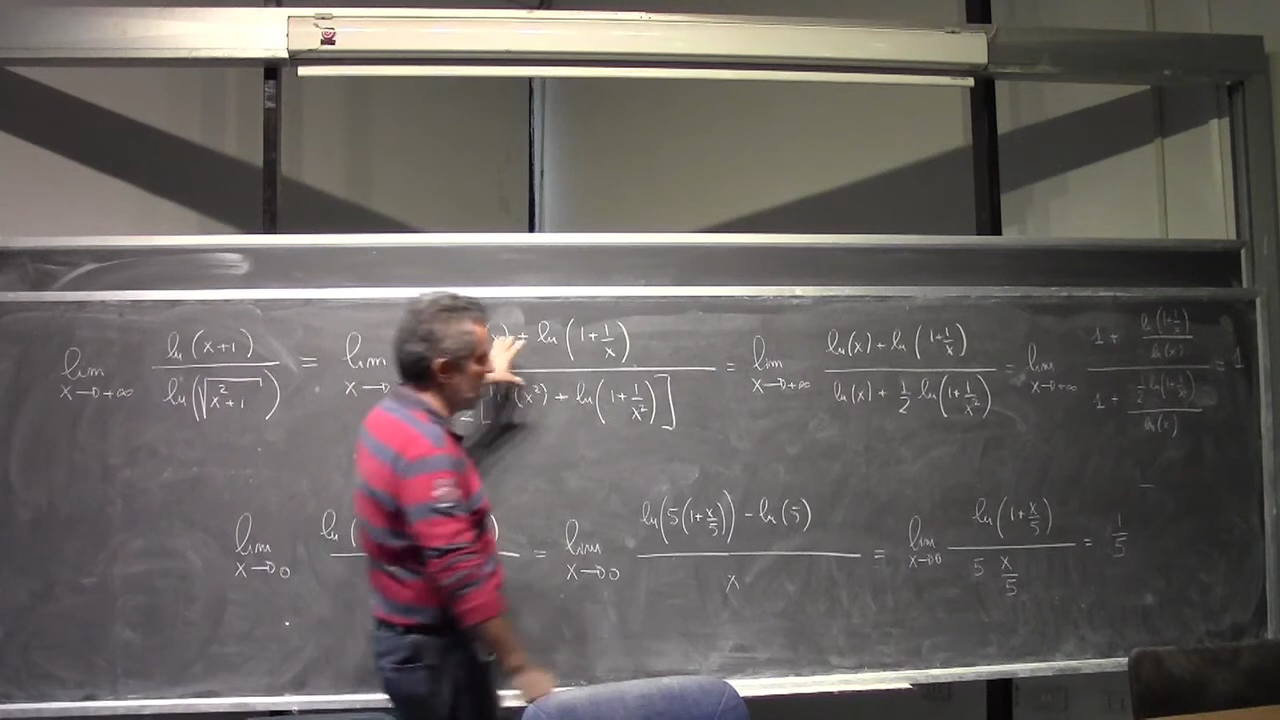 lim x→+∞ ln(x+1) / ln(√x²+1) = lim x→ x) + ln(1+1/x) / [ (x²) + ln(1+1/x²)] = lim x→+∞ ln(x) + ln(1+1/x) / ln(x) + 1/2 ln(1+1/x²) = lim x→+∞ 1 + ln(1+1/x)/ln(x) / 1 + 1/2 ln(1+1/x²)/ln(x) = 1
lim x→0 ln( ) = lim x→0 ln(5(1+x/5)) - ln(5) / x = lim x→0 ln(1+x/5) / 5 x/5 = 1/5